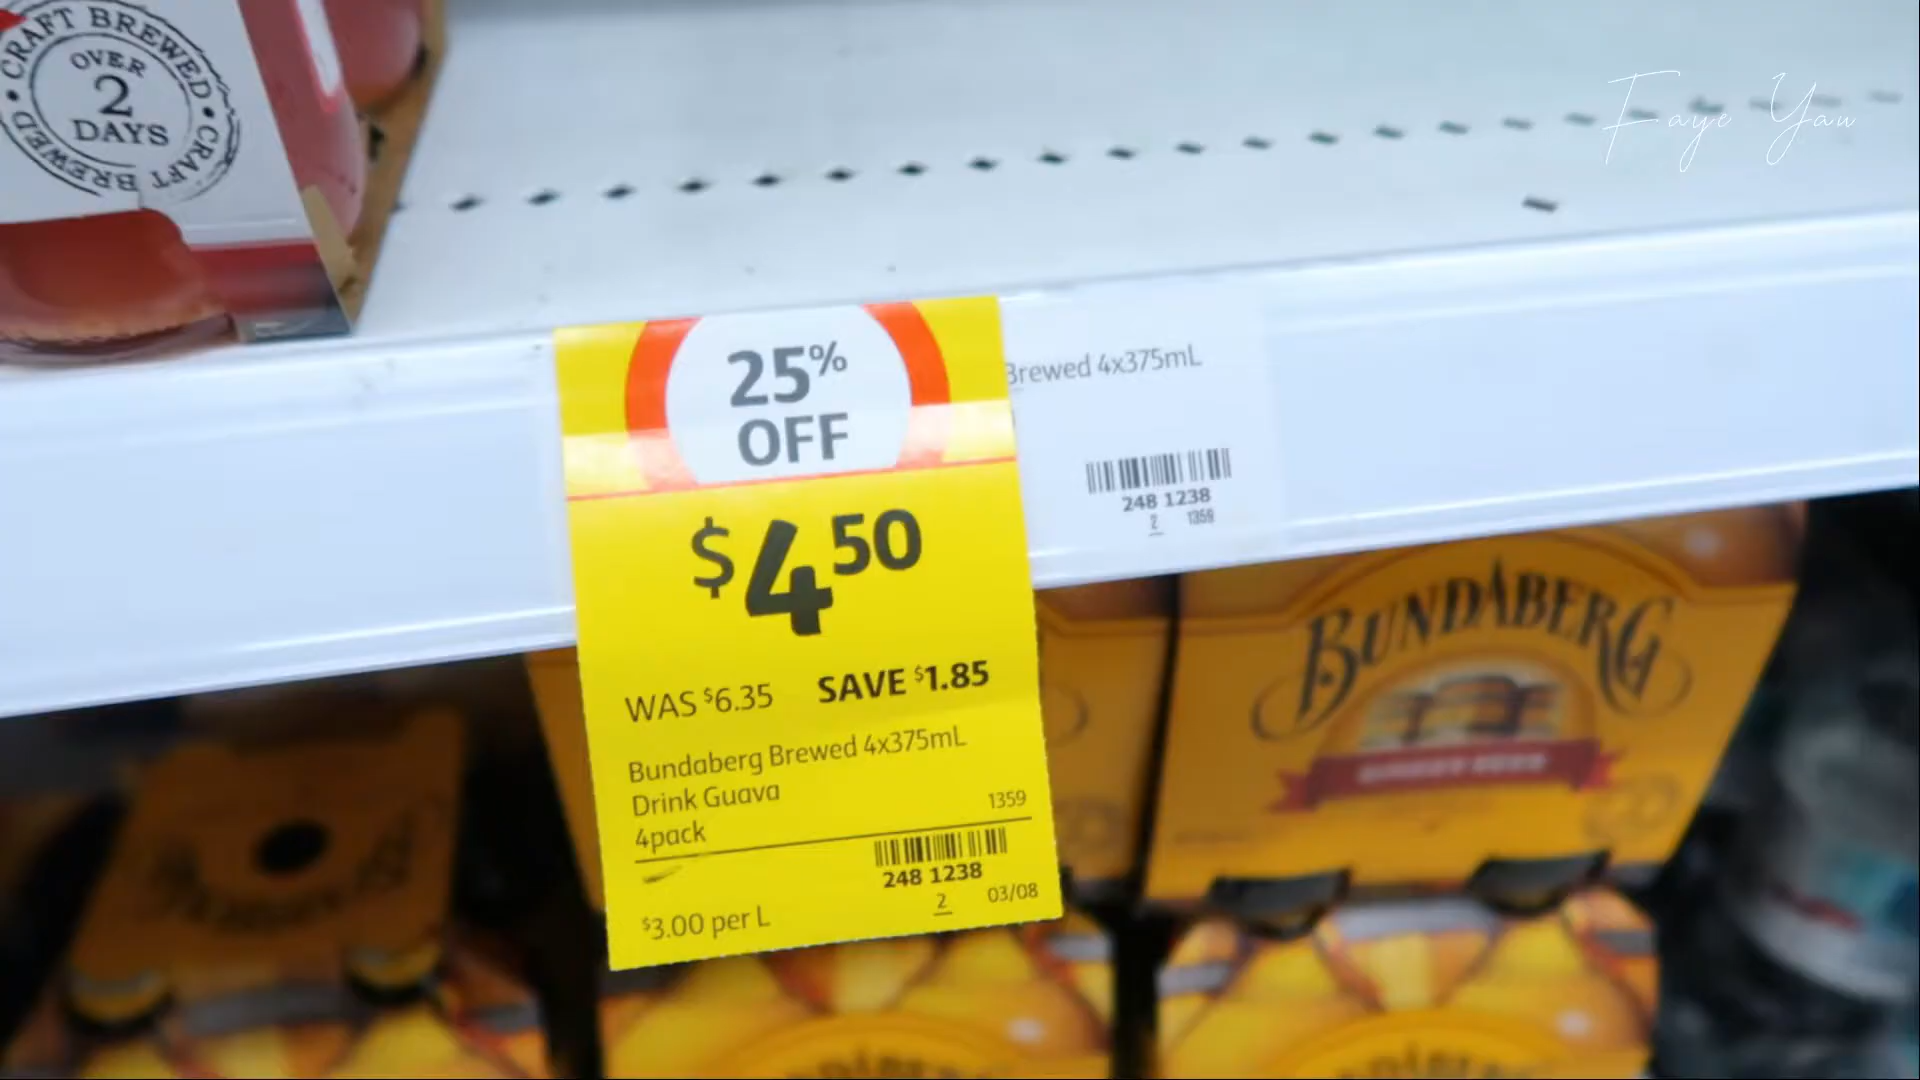 CRAFT BREWED
OVER
2
DAYS
CRAFT BREWED
Faye Yau
25%
OFF
$4.50
WAS $6.35 SAVE $1.85
Bundaberg Brewed 4x375mL
Drink Guava
4pack
1359
248 1238
2
03/08
$3.00 per L
Brewed 4x375mL
248 1238
2 1359
BUNDABERG
GINGER BEER